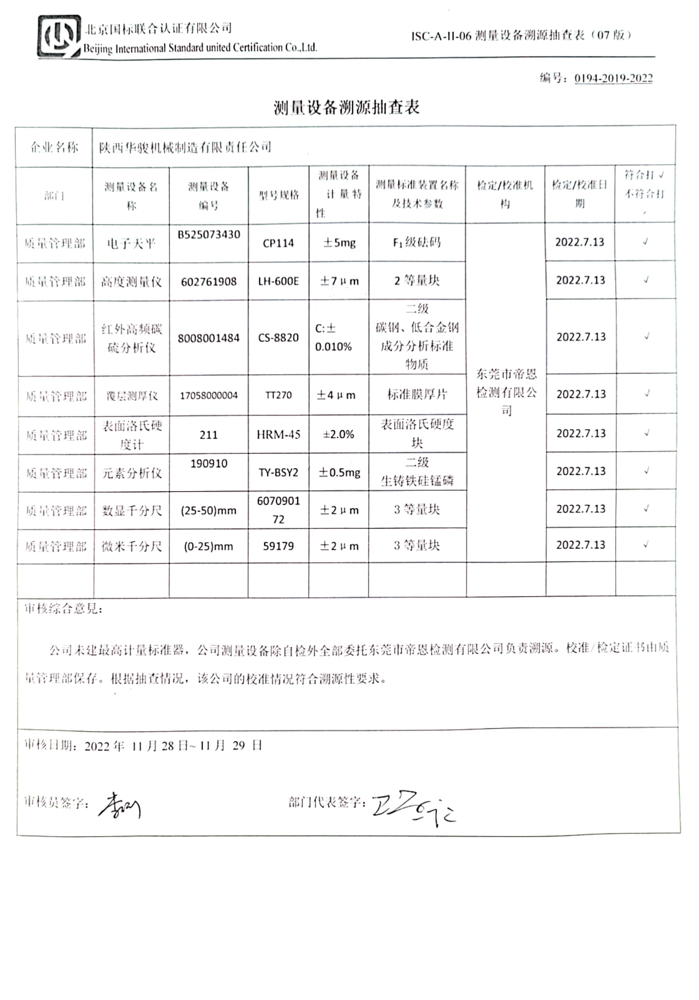 北京国标联合认证有限公司
Beijing International Standard united Certification Co.,Ltd.
ISC-A-II-06 测量设备溯源抽查表（07 版）
编号：0194-2019-2022
测量设备溯源抽查表
企业名称 陕西华骏机械制造有限责任公司
部门
测量设备名
称
测量设备
编号
型号规格
测量设备
计量特
性
测量标准装置名称
及技术参数
检定/校准机
构
检定/校准日
期
符合打 √
不符合打
质量管理部 电子天平 B525073430 CP114 ±5mg F₁级砝码 2022.7.13 √
质量管理部 高度测量仪 602761908 LH-600E ±7μm 2 等量块 2022.7.13 √
质量管理部
红外高频碳
硫分析仪
8008001484 CS-8820
C:±
0.010%
二级
碳钢、低合金钢
成分分析标准
物质
2022.7.13 √
东莞市帝恩
检测有限公
司
质量管理部 覆层测厚仪 17058000004 TT270 ±4μm 标准膜厚片 2022.7.13 √
质量管理部
表面洛氏硬
度计
211 HRM-45 ±2.0%
表面洛氏硬度
块
2022.7.13 √
质量管理部 元素分析仪 190910 TY-BSY2 ±0.5mg
二级
生铸铁硅锰磷
2022.7.13 √
质量管理部 数显千分尺 (25-50)mm
6070901
72
±2μm 3 等量块 2022.7.13 √
质量管理部 微米千分尺 (0-25)mm 59179 ±2μm 3 等量块 2022.7.13 √
审核综合意见：
公司未建最高计量标准器，公司测量设备除自检外全部委托东莞市帝恩检测有限公司负责溯源。校准/检定证书由质
量管理部保存。根据抽查情况，该公司的校准情况符合溯源性要求。
审核日期：2022 年 11 月 28 日~ 11 月 29 日
审核员签字： 部门代表签字：